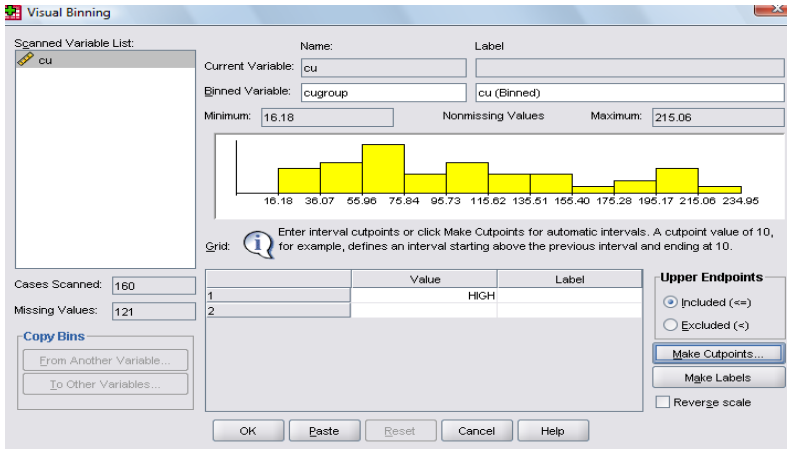 Visual Binning
Scanned Variable List:
cu
Name:
Label
Current Variable: cu
Binned Variable: cugroup cu (Binned)
Minimum: 16.18 Nonmissing Values Maximum: 215.06
16.18 36.07 55.96 75.84 95.73 115.62 135.51 155.40 175.28 195.17 215.06 234.95
Enter interval cutpoints or click Make Cutpoints for automatic intervals. A cutpoint value of 10,
Grid: for example, defines an interval starting above the previous interval and ending at 10.
Cases Scanned: 160
Missing Values: 121
Copy Bins
From Another Variable...
To Other Variables...
Value Label
1 HIGH
2
Upper Endpoints
Included (<=)
Excluded (<)
Make Cutpoints...
Make Labels
Reverse scale
OK Paste Reset Cancel Help